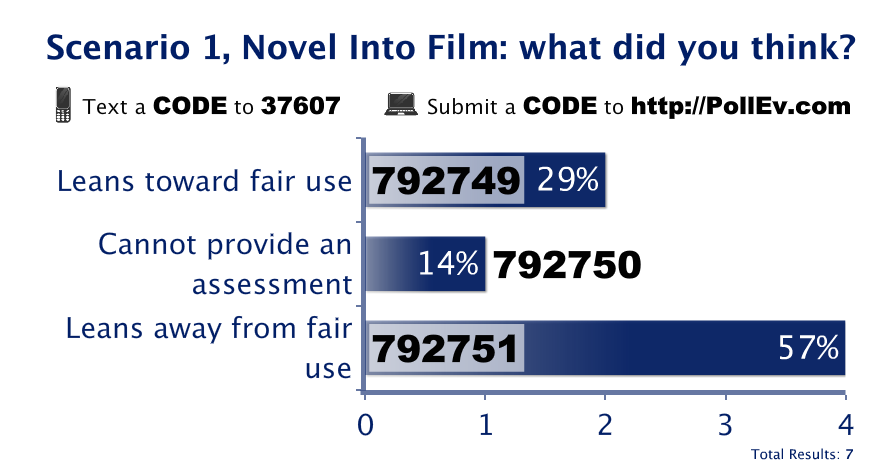 Scenario 1, Novel Into Film: what did you think?
Text a CODE to 37607
Submit a CODE to http://PollEv.com
Leans toward fair use
792749
29%
Cannot provide an
assessment
14%
792750
Leans away from fair
use
792751
57%
0 1 2 3 4
Total Results: 7